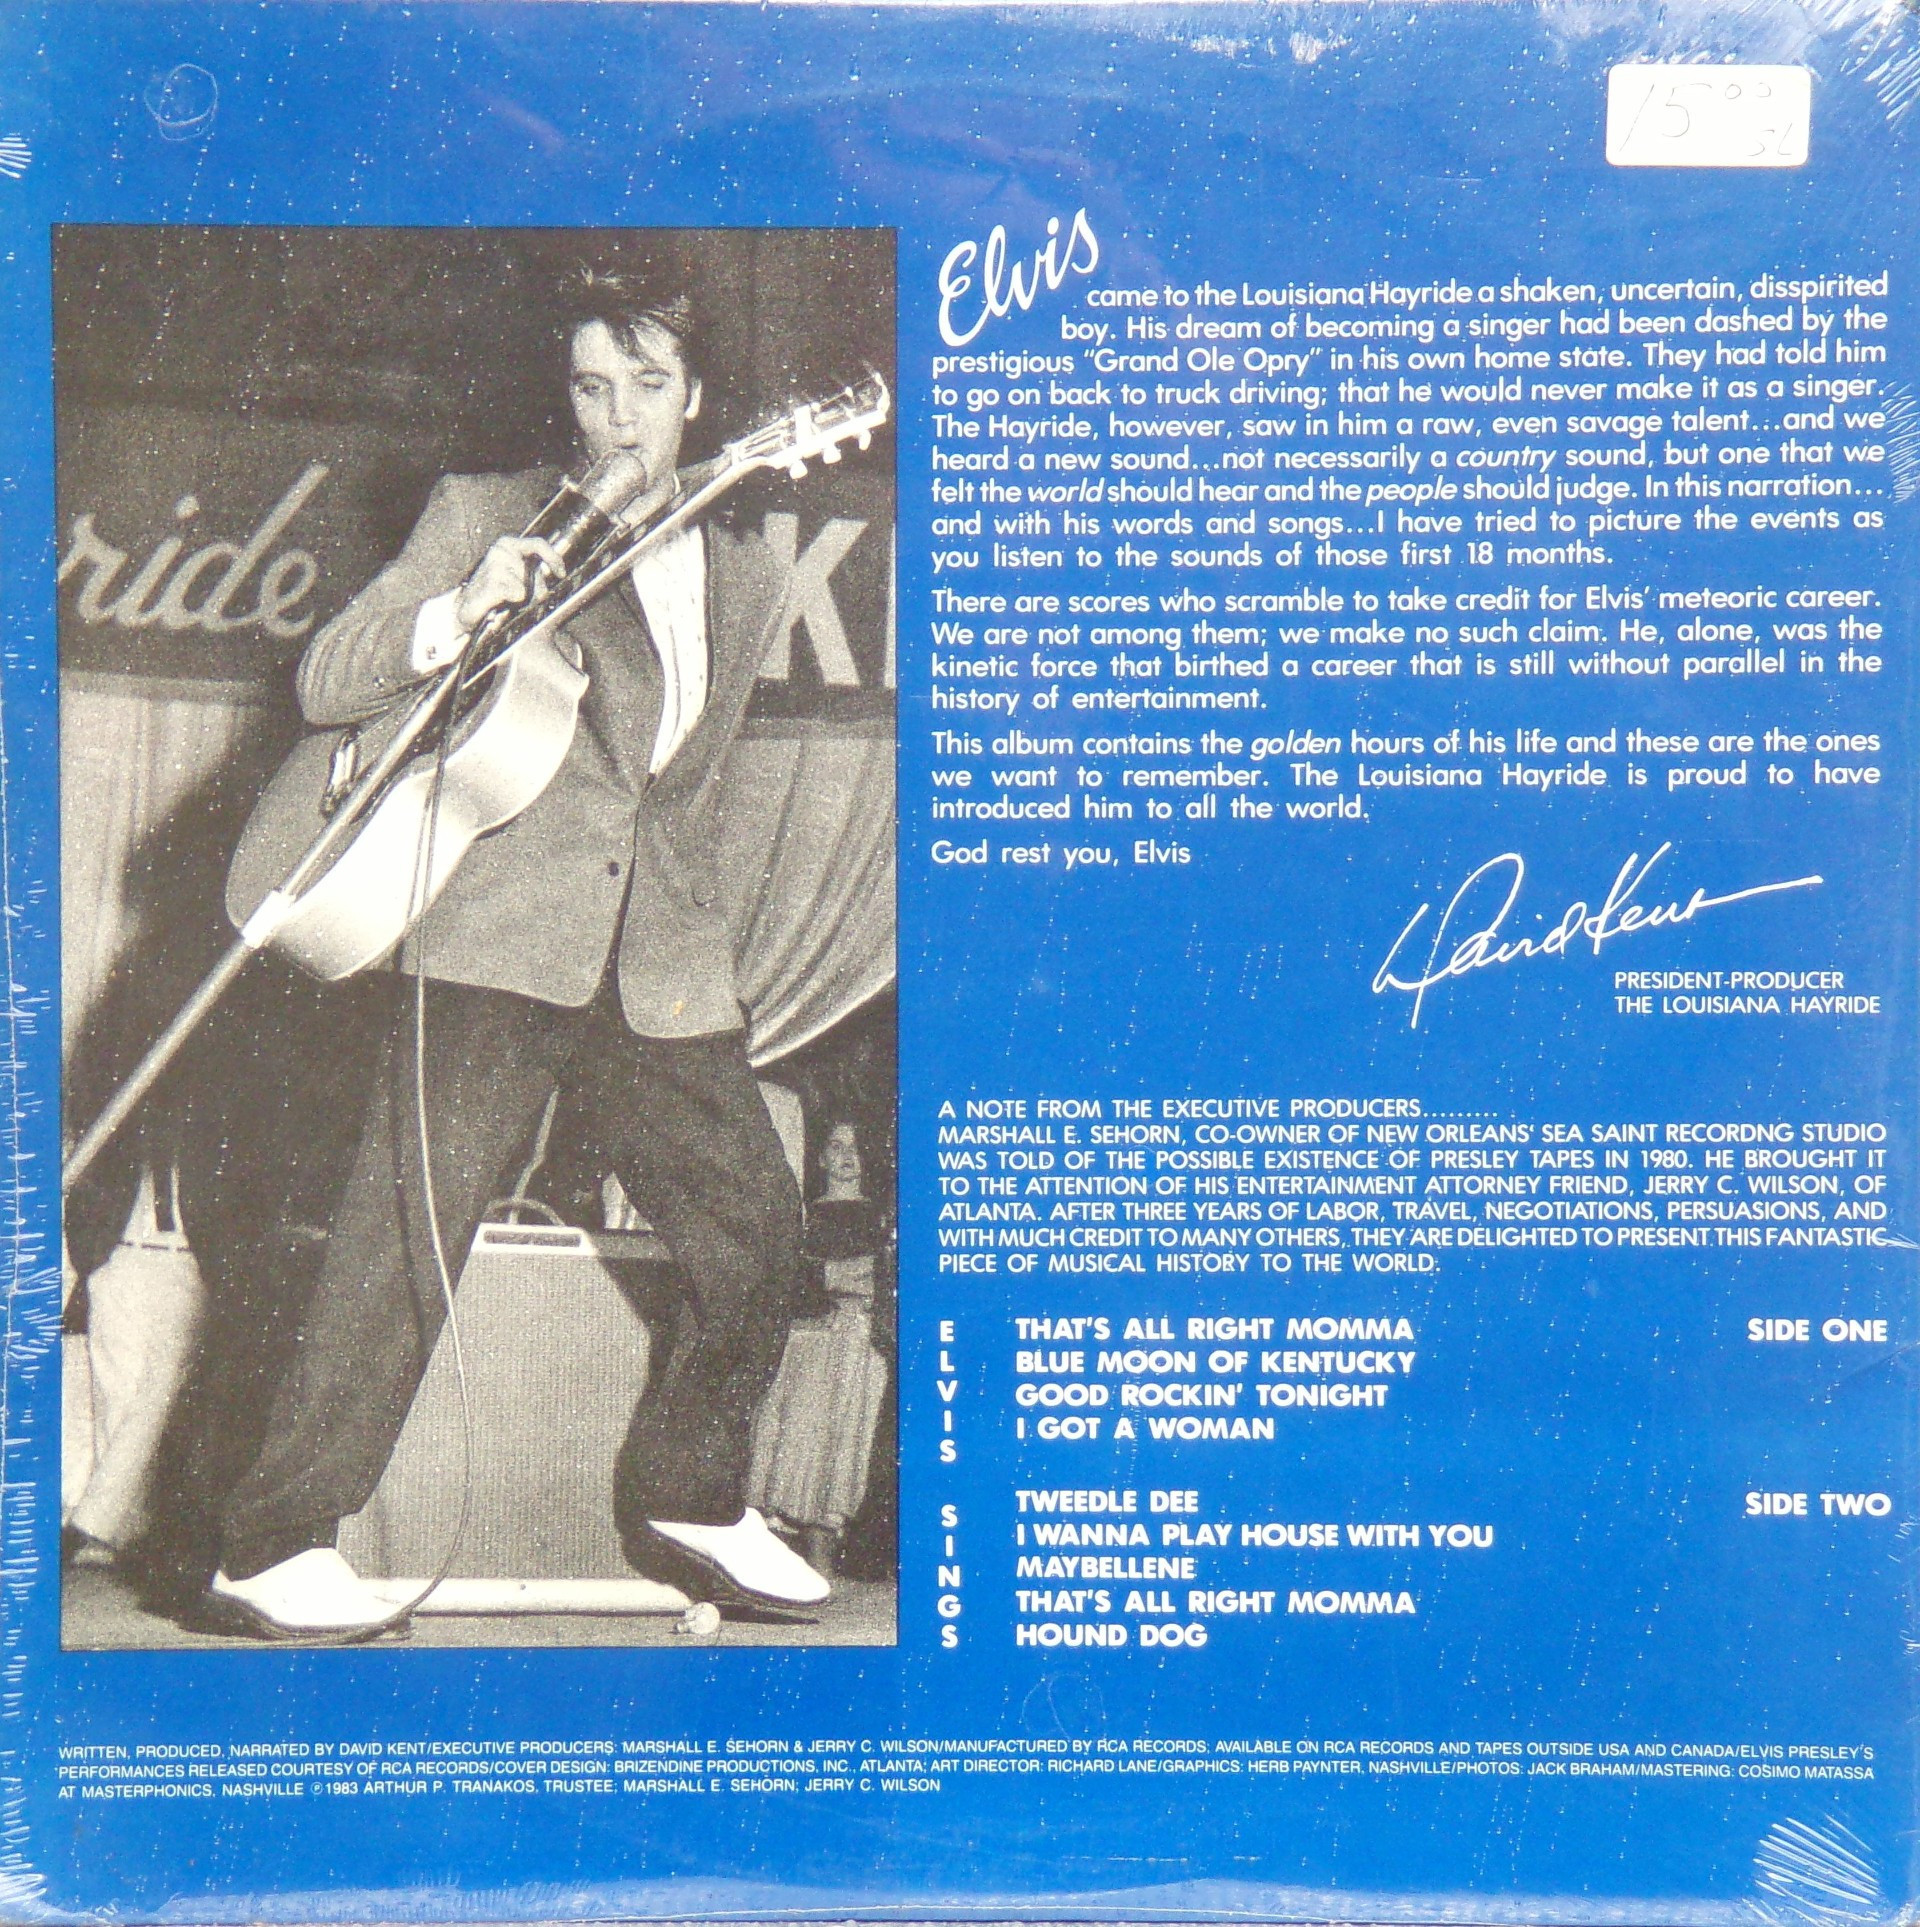 15.00
SL
Elvis
came to the Louisiana Hayride a shaken, uncertain, disspirited
boy. His dream of becoming a singer had been dashed by the
prestigious "Grand Ole Opry" in his own home state. They had told him
to go on back to truck driving; that he would never make it as a singer.
The Hayride, however, saw in him a raw, even savage talent...and we
heard a new sound...not necessarily a country sound, but one that we
felt the world should hear and the people should judge. In this narration...
and with his words and songs...I have tried to picture the events as
you listen to the sounds of those first 18 months.
There are scores who scramble to take credit for Elvis' meteoric career.
We are not among them; we make no such claim. He, alone, was the
kinetic force that birthed a career that is still without parallel in the
history of entertainment.
This album contains the golden hours of his life and these are the ones
we want to remember. The Louisiana Hayride is proud to have
introduced him to all the world.
God rest you, Elvis
David Kent
PRESIDENT-PRODUCER
THE LOUISIANA HAYRIDE
ride K
A NOTE FROM THE EXECUTIVE PRODUCERS.........
MARSHALL E. SEHORN, CO-OWNER OF NEW ORLEANS' SEA SAINT RECORDNG STUDIO
WAS TOLD OF THE POSSIBLE EXISTENCE OF PRESLEY TAPES IN 1980. HE BROUGHT IT
TO THE ATTENTION OF HIS ENTERTAINMENT ATTORNEY FRIEND, JERRY C. WILSON, OF
ATLANTA. AFTER THREE YEARS OF LABOR, TRAVEL, NEGOTIATIONS, PERSUASIONS, AND
WITH MUCH CREDIT TO MANY OTHERS, THEY ARE DELIGHTED TO PRESENT THIS FANTASTIC
PIECE OF MUSICAL HISTORY TO THE WORLD.
ELVIS
THAT'S ALL RIGHT MOMMA SIDE ONE
BLUE MOON OF KENTUCKY
GOOD ROCKIN' TONIGHT
I GOT A WOMAN
SINGS
TWEEDLE DEE SIDE TWO
I WANNA PLAY HOUSE WITH YOU
MAYBELLENE
THAT'S ALL RIGHT MOMMA
HOUND DOG
WRITTEN, PRODUCED, NARRATED BY DAVID KENT/EXECUTIVE PRODUCERS: MARSHALL E. SEHORN & JERRY C. WILSON/MANUFACTURED BY RCA RECORDS; AVAILABLE ON RCA RECORDS AND TAPES OUTSIDE USA AND CANADA/ELVIS PRESLEY'S
PERFORMANCES RELEASED COURTESY OF RCA RECORDS/COVER DESIGN: BRIZENDINE PRODUCTIONS, INC., ATLANTA; ART DIRECTOR: RICHARD LANE/GRAPHICS: HERB PAYNTER, NASHVILLE/PHOTOS: JACK BRAHAM/MASTERING: COSIMO MATASSA
AT MASTERPHONICS, NASHVILLE ℗1983 ARTHUR P. TRANAKOS, TRUSTEE; MARSHALL E. SEHORN; JERRY C. WILSON